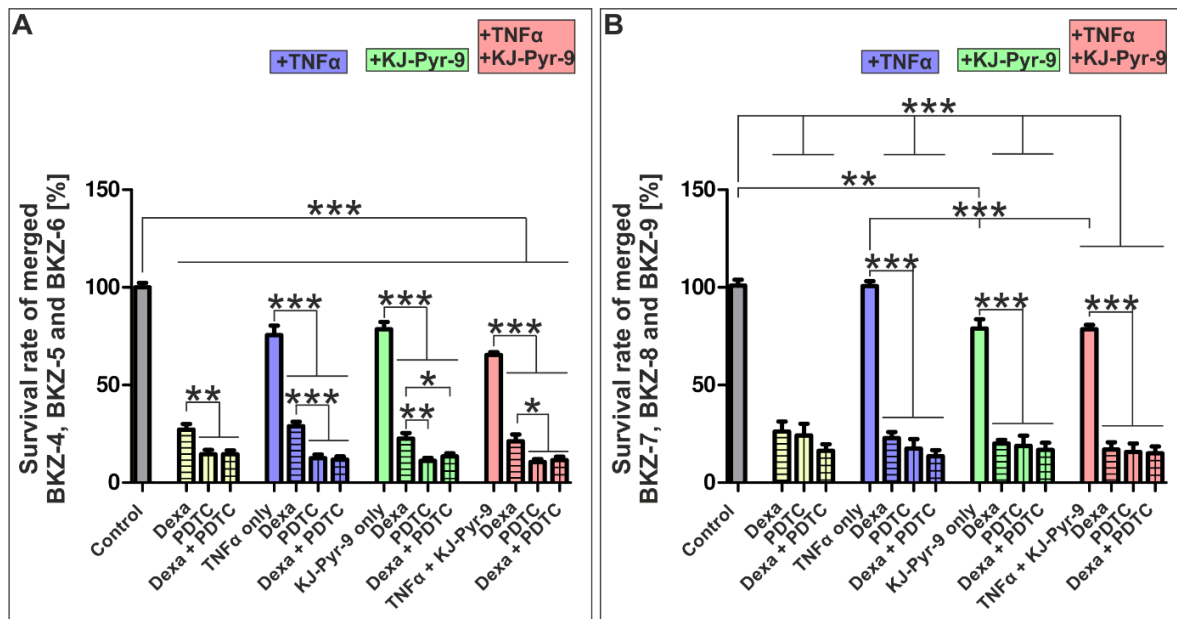 A
+TNFα
+KJ-Pyr-9
+TNFα
+KJ-Pyr-9
Survival rate of merged
BKZ-4, BKZ-5 and BKZ-6 [%]
150
100
50
0
***
***
***
***
**
***
*
**
*
Control
Dexa
PDTC
Dexa + PDTC
TNFα only
Dexa
PDTC
Dexa + PDTC
KJ-Pyr-9 only
Dexa
PDTC
Dexa + PDTC
TNFα + KJ-Pyr-9
Dexa
PDTC
Dexa + PDTC
B
+TNFα
+KJ-Pyr-9
+TNFα
+KJ-Pyr-9
Survival rate of merged
BKZ-7, BKZ-8 and BKZ-9 [%]
150
100
50
0
***
**
***
***
***
***
Control
Dexa
PDTC
Dexa + PDTC
TNFα only
Dexa
PDTC
Dexa + PDTC
KJ-Pyr-9 only
Dexa
PDTC
Dexa + PDTC
TNFα + KJ-Pyr-9
Dexa
PDTC
Dexa + PDTC